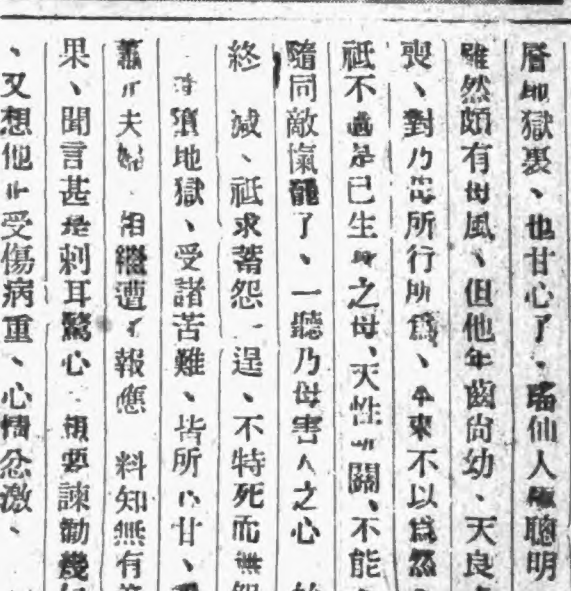 層地獄裏、也甘心了、瑤仙人極聰明
雖然頗有母風、但他年齒尙幼、天良
喪、對乃母所行所爲、本來不以爲然
祇不過是已生身之母、天性所關、不能
隨同敵愾罷了、一聽乃母害人之心
終 減、祇求蓄怨一逞、不特死而無
墮地獄、受諸苦難、皆所心甘、
蕭 夫婦 相繼遭了報應 料知無有
果、聞言甚是刺耳驚心 想要諫勸幾
、又想他 受傷病重、心情忿激、